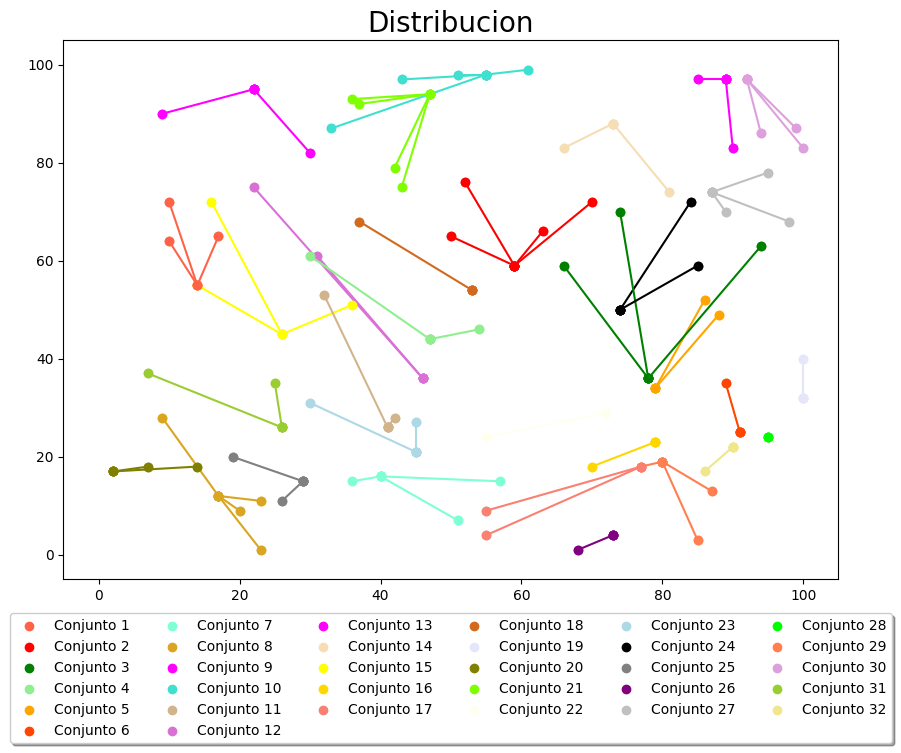 Distribucion
100
80
60
40
20
0
0 20 40 60 80 100
Conjunto 1 Conjunto 7 Conjunto 13 Conjunto 18 Conjunto 23 Conjunto 28
Conjunto 2 Conjunto 8 Conjunto 14 Conjunto 19 Conjunto 24 Conjunto 29
Conjunto 3 Conjunto 9 Conjunto 15 Conjunto 20 Conjunto 25 Conjunto 30
Conjunto 4 Conjunto 10 Conjunto 16 Conjunto 21 Conjunto 26 Conjunto 31
Conjunto 5 Conjunto 11 Conjunto 17 Conjunto 22 Conjunto 27 Conjunto 32
Conjunto 6 Conjunto 12